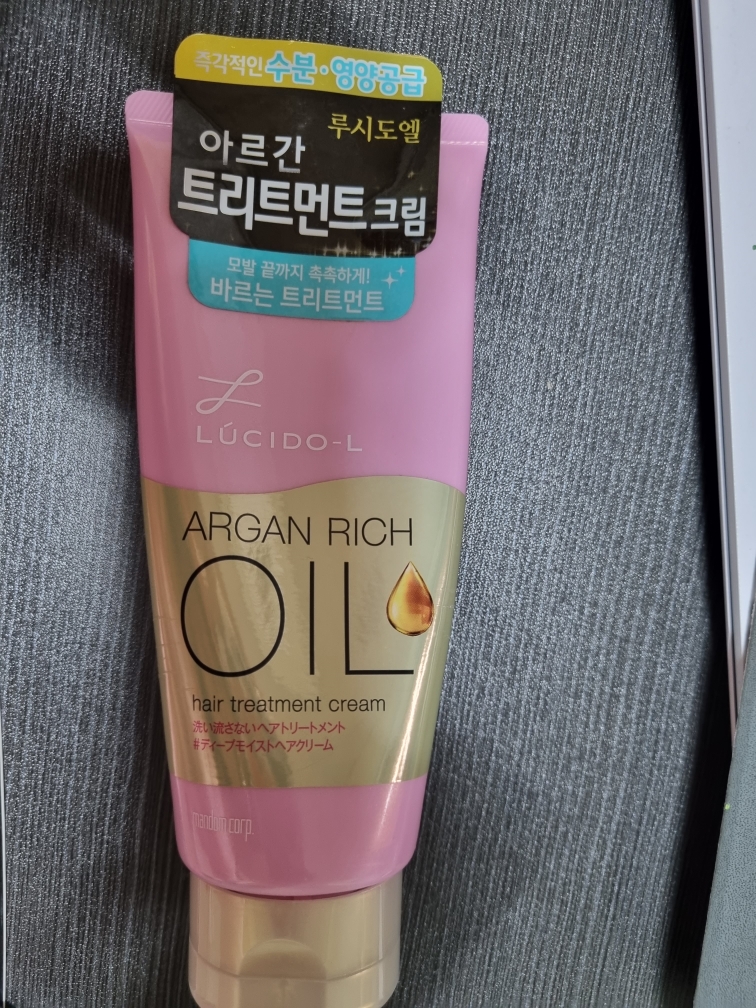 즉각적인 수분·영양공급
루시도엘
아르간
트리트먼트크림
모발 끝까지 촉촉하게!
바르는 트리트먼트
LÚCIDO-L
ARGAN RICH
OIL
hair treatment cream
洗い流さないヘアトリートメント
#ディープモイストヘアクリーム
mandom corp.